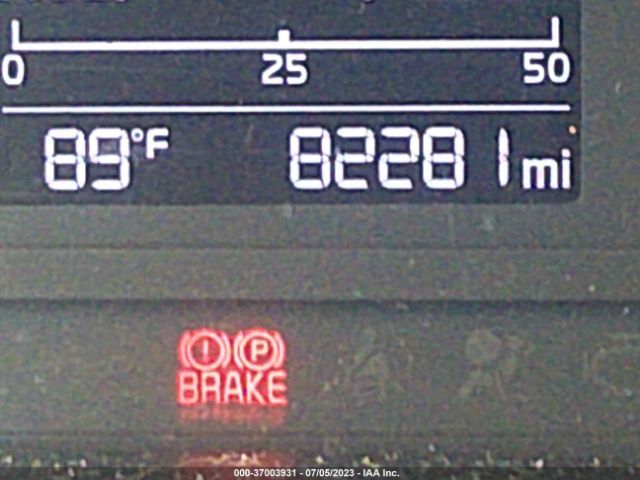 0 25 50
89°F 82281 mi
! P
BRAKE
000-37003931 - 07/05/2023 - IAA Inc.